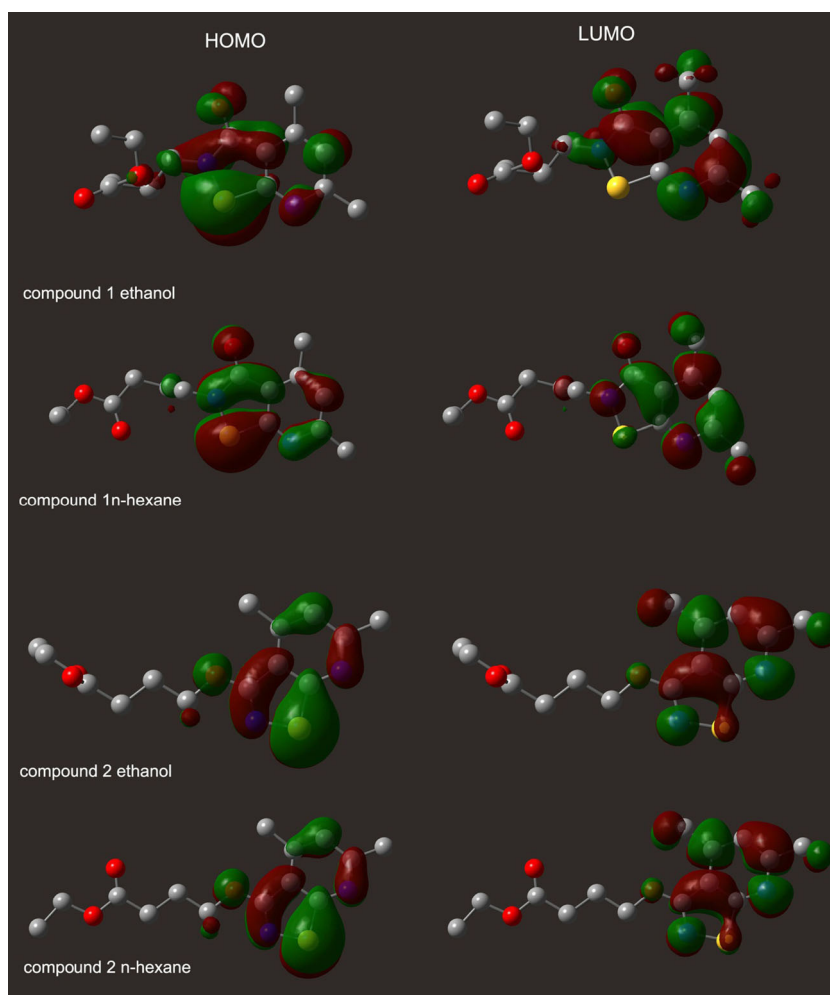 HOMO
LUMO
compound 1 ethanol
compound 1n-hexane
compound 2 ethanol
compound 2 n-hexane